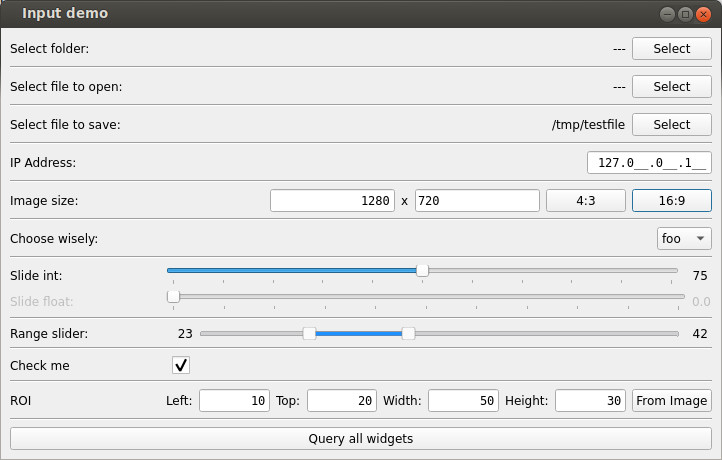 Input demo
Select folder: --- Select
Select file to open: --- Select
Select file to save: /tmp/testfile Select
IP Address: 127.0__.0__.1__
Image size: 1280 x 720 4:3 16:9
Choose wisely: foo
Slide int: 75
Slide float: 0.0
Range slider: 23 42
Check me
ROI Left: 10 Top: 20 Width: 50 Height: 30 From Image
Query all widgets